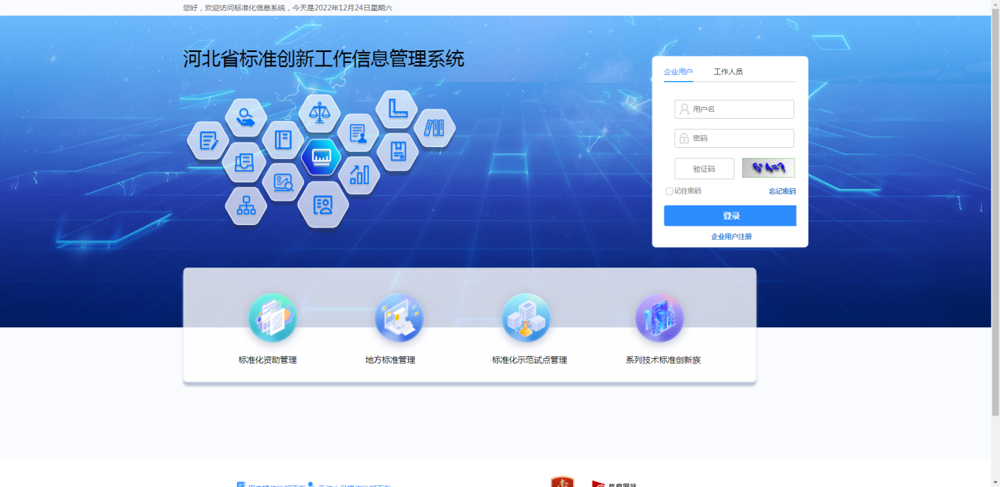 您好，欢迎访问标准化信息系统，今天是2022年12月24日星期六
河北省标准创新工作信息管理系统
企业用户 工作人员
用户名
密码
验证码
记住密码 忘记密码
登录
企业用户注册
标准化资助管理 地方标准管理 标准化示范试点管理 系列技术标准创新族
政府网站